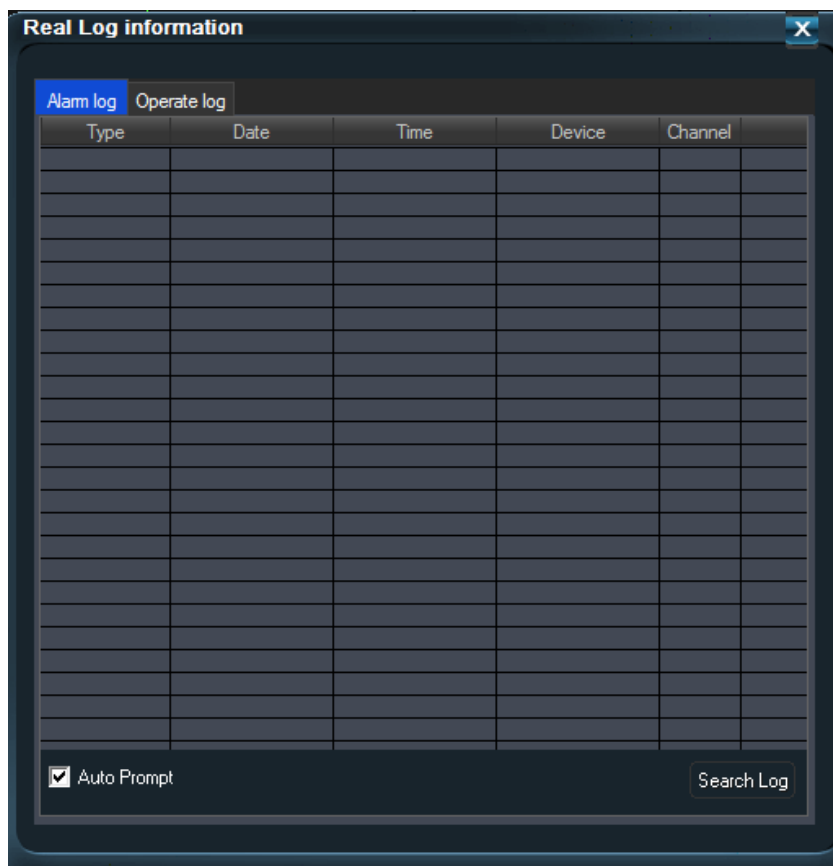 Real Log information
X
Alarm log Operate log
Type Date Time Device Channel
Auto Prompt
Search Log